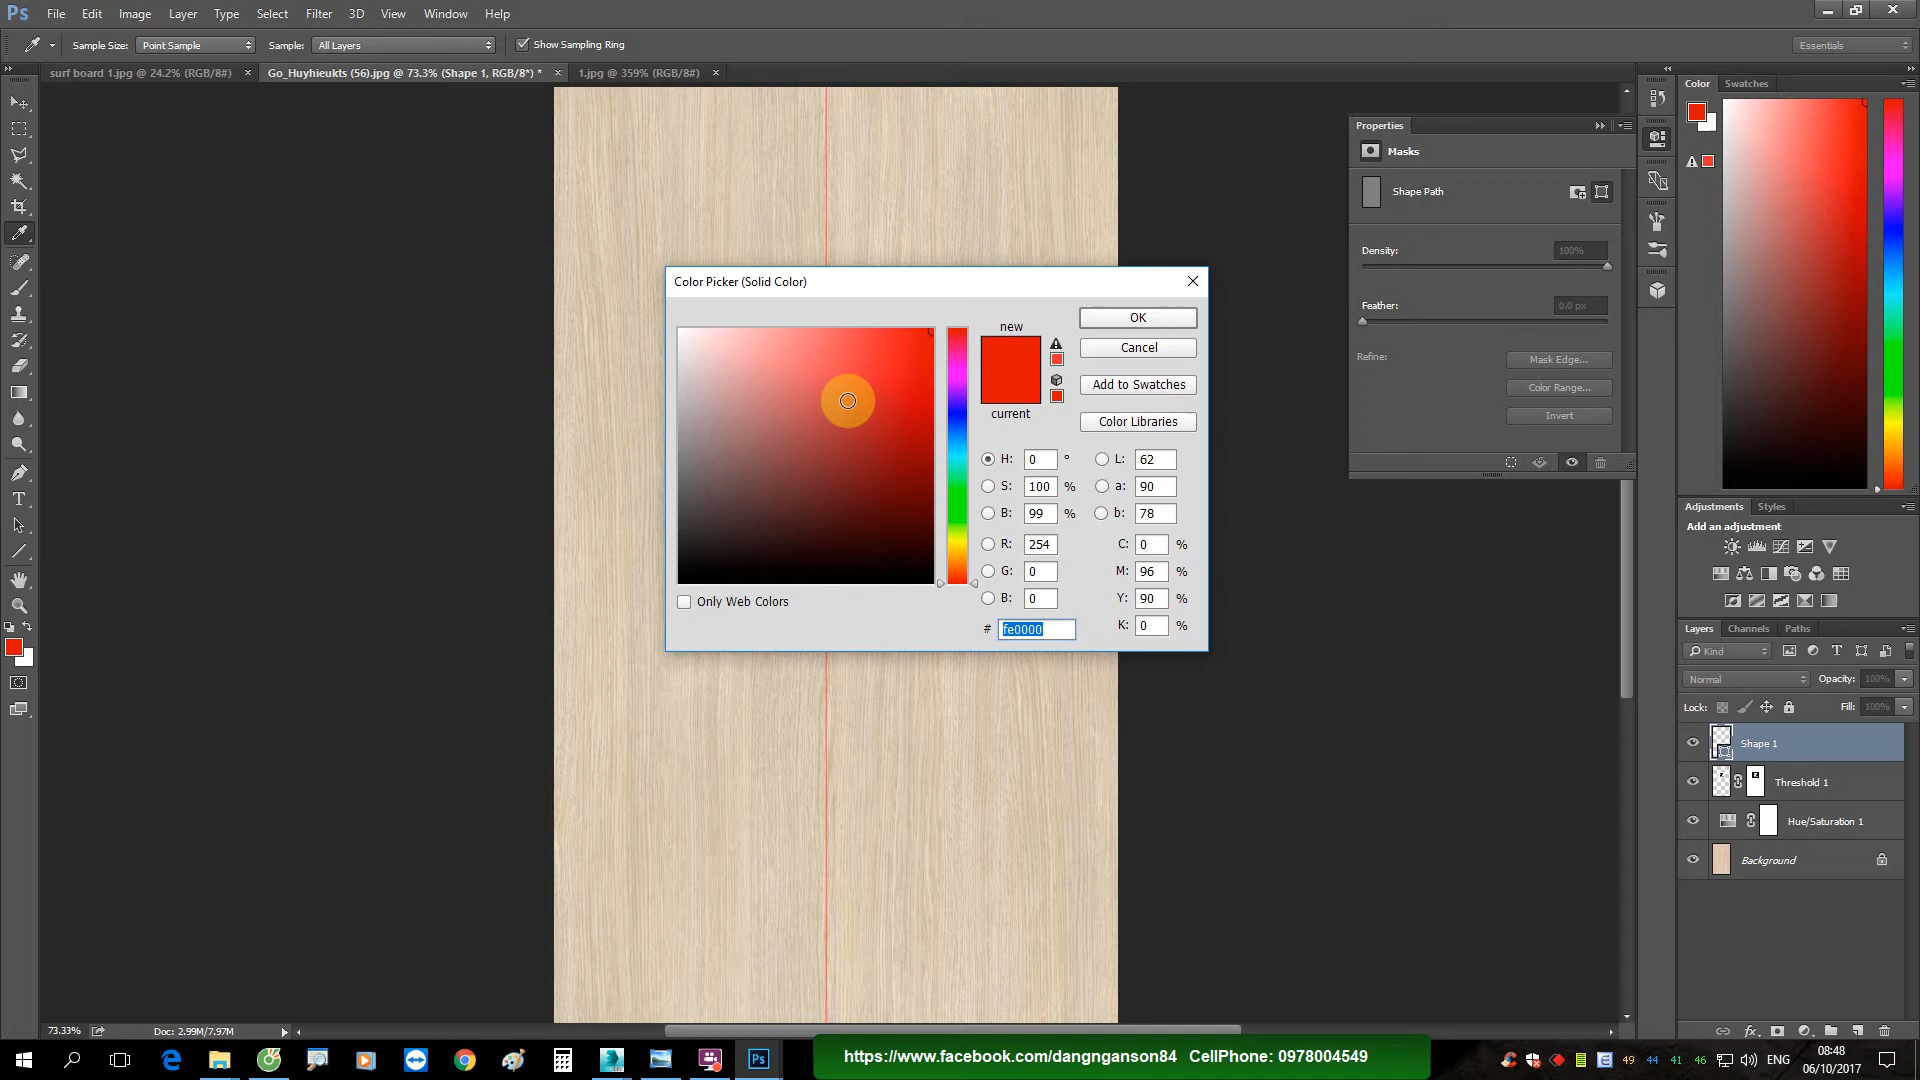 Ps File Edit Image Layer Type Select Filter 3D View Window Help
Sample Size: Point Sample Sample: All Layers Show Sampling Ring Essentials
surf board 1.jpg @ 24.2% (RGB/8#) × Go_Huyhieukts (56).jpg @ 73.3% (Shape 1, RGB/8*) * × 1.jpg @ 359% (RGB/8#) ×
Color Swatches
Properties
Masks
Shape Path
Density: 100%
Feather: 0.0 px
Refine: Mask Edge...
Color Range...
Invert
Color Picker (Solid Color)
new
current
OK
Cancel
Add to Swatches
Color Libraries
H: 0 ° L: 62
S: 100 % a: 90
B: 99 % b: 78
R: 254 C: 0 %
G: 0 M: 96 %
B: 0 Y: 90 %
# fe0000 K: 0 %
Only Web Colors
Adjustments Styles
Add an adjustment
Layers Channels Paths
Kind
Normal Opacity: 100%
Lock: Fill: 100%
Shape 1
Threshold 1
Hue/Saturation 1
Background
73.33% Doc: 2.99M/7.97M
https://www.facebook.com/dangnganson84 CellPhone: 0978004549
49 44 41 46 ENG
08:48
06/10/2017